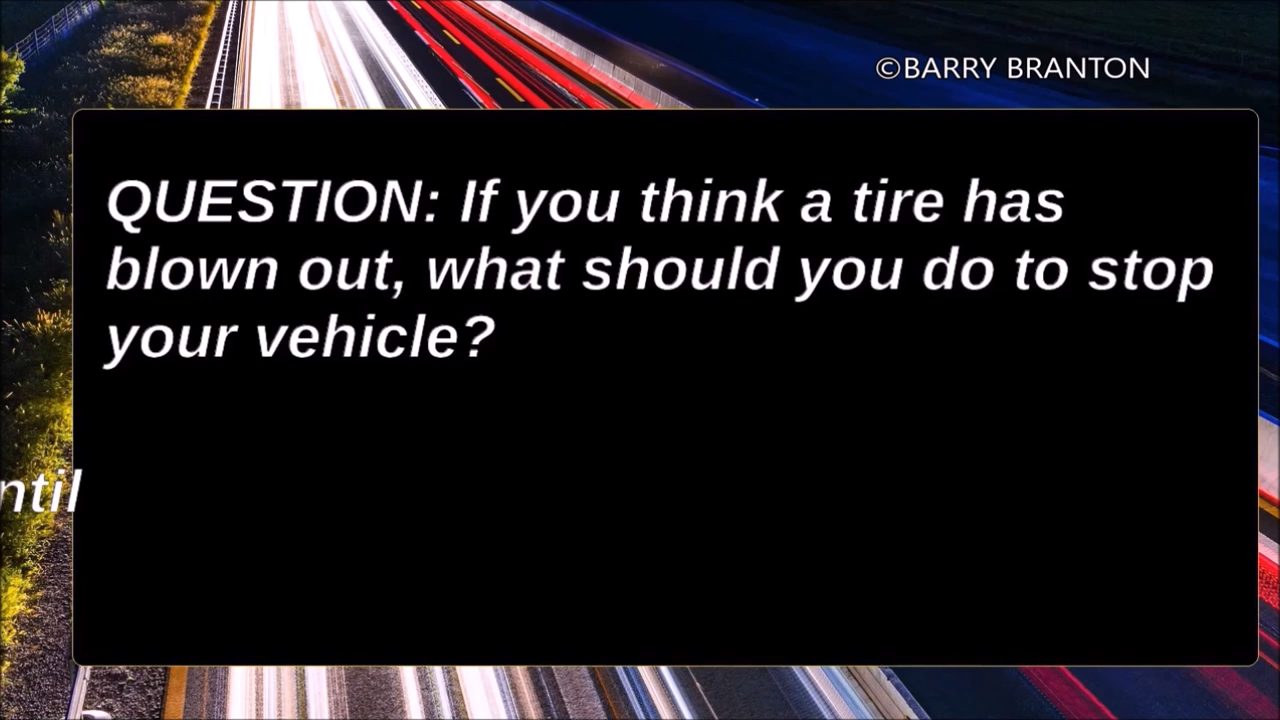 ©BARRY BRANTON
QUESTION: If you think a tire has
blown out, what should you do to stop
your vehicle?
ntil